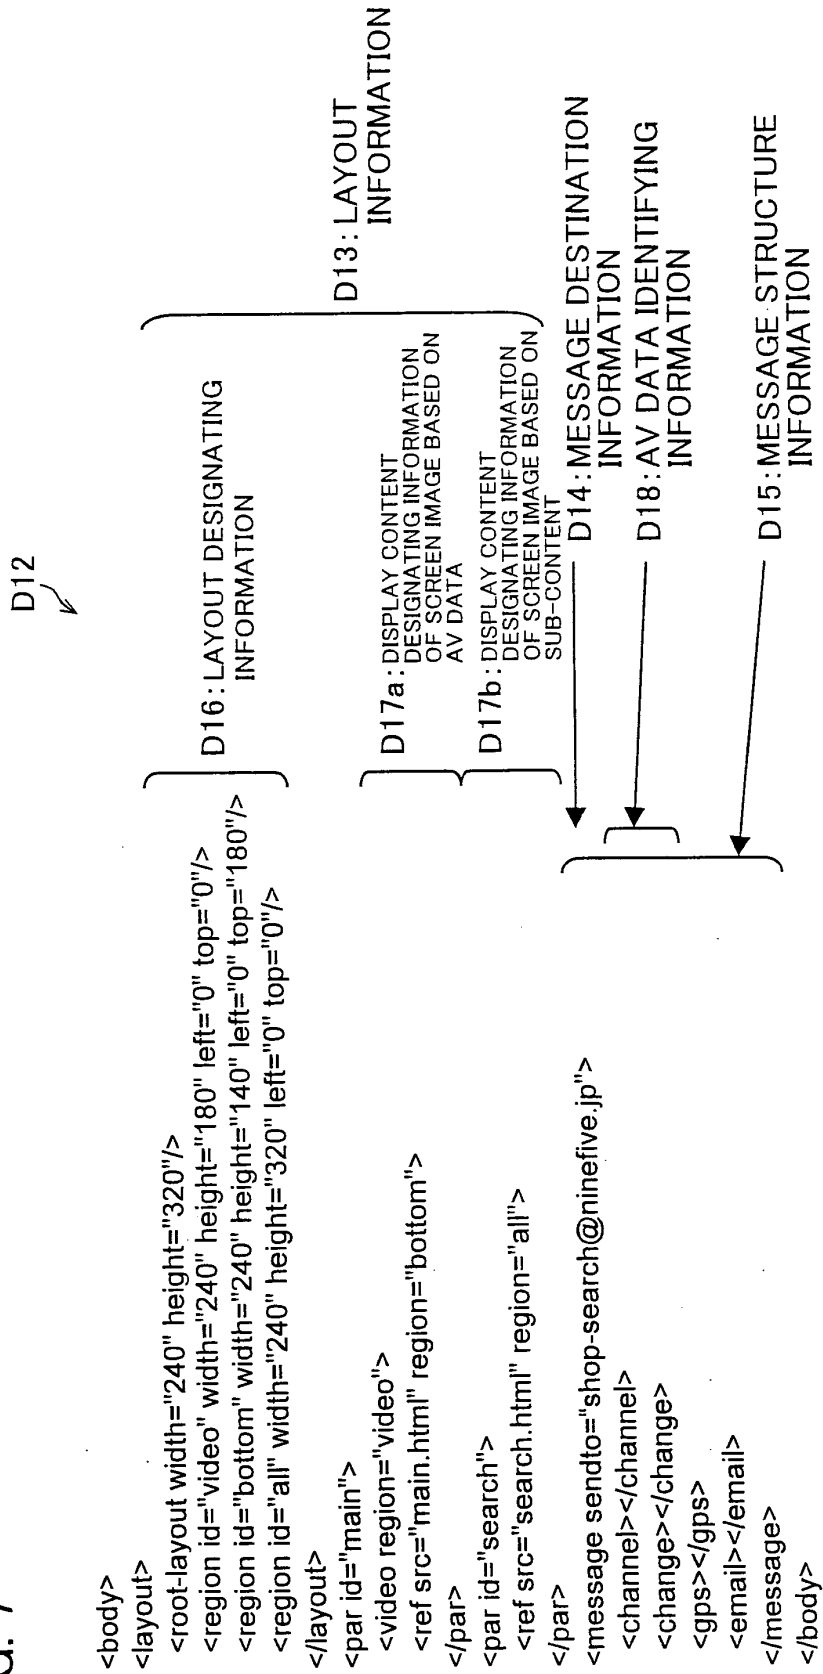 D12
<body>
<layout>
<root-layout width="240" height="320"/>
<region id="video" width="240" height="180" left="0" top="0"/>
<region id="bottom" width="240" height="140" left="0" top="180"/>
<region id="all" width="240" height="320" left="0" top="0"/>
</layout>
<par id="main">
<video region="video">
<ref src="main.html" region="bottom">
</par>
<par id="search">
<ref src="search.html" region="all">
</par>
<message sendto="shop-search@ninefive.jp">
<channel></channel>
<change></change>
<gps></gps>
<email></email>
</message>
</body>
D16: LAYOUT DESIGNATING
INFORMATION
D17a: DISPLAY CONTENT
DESIGNATING INFORMATION
OF SCREEN IMAGE BASED ON
AV DATA
D17b: DISPLAY CONTENT
DESIGNATING INFORMATION
OF SCREEN IMAGE BASED ON
SUB-CONTENT
D13: LAYOUT
INFORMATION
D14: MESSAGE DESTINATION
INFORMATION
D18: AV DATA IDENTIFYING
INFORMATION
D15: MESSAGE STRUCTURE
INFORMATION